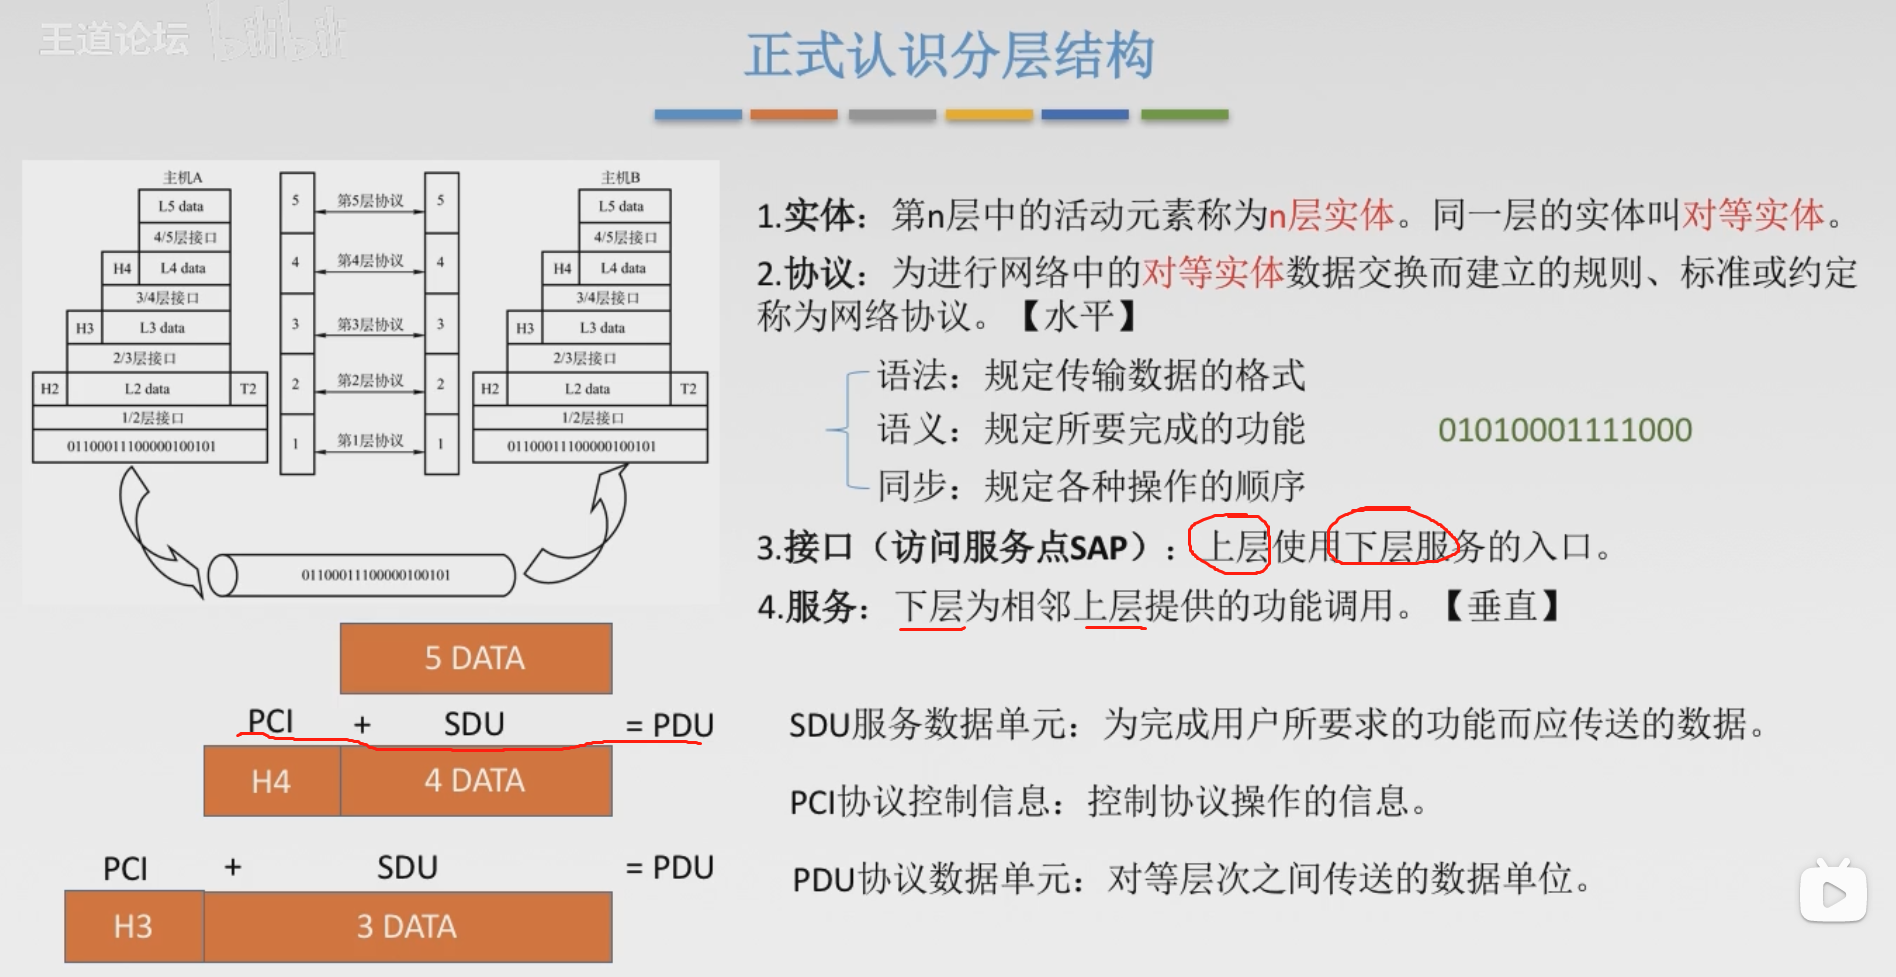 王道论坛 bilibili
正式认识分层结构
主机A
L5 data
4/5层接口
H4 L4 data
3/4层接口
H3 L3 data
2/3层接口
H2 L2 data T2
1/2层接口
01100011100000100101
5 第5层协议 5
4 第4层协议 4
3 第3层协议 3
2 第2层协议 2
1 第1层协议 1
主机B
L5 data
4/5层接口
H4 L4 data
3/4层接口
H3 L3 data
2/3层接口
H2 L2 data T2
1/2层接口
01100011100000100101
01100011100000100101
1.实体：第n层中的活动元素称为n层实体。同一层的实体叫对等实体。
2.协议：为进行网络中的对等实体数据交换而建立的规则、标准或约定
称为网络协议。【水平】
语法：规定传输数据的格式
语义：规定所要完成的功能
01010001111000
同步：规定各种操作的顺序
3.接口（访问服务点SAP）：上层使用下层服务的入口。
4.服务：下层为相邻上层提供的功能调用。【垂直】
5 DATA
PCI + SDU = PDU
H4 4 DATA
PCI + SDU = PDU
H3 3 DATA
SDU服务数据单元：为完成用户所要求的功能而应传送的数据。
PCI协议控制信息：控制协议操作的信息。
PDU协议数据单元：对等层次之间传送的数据单位。